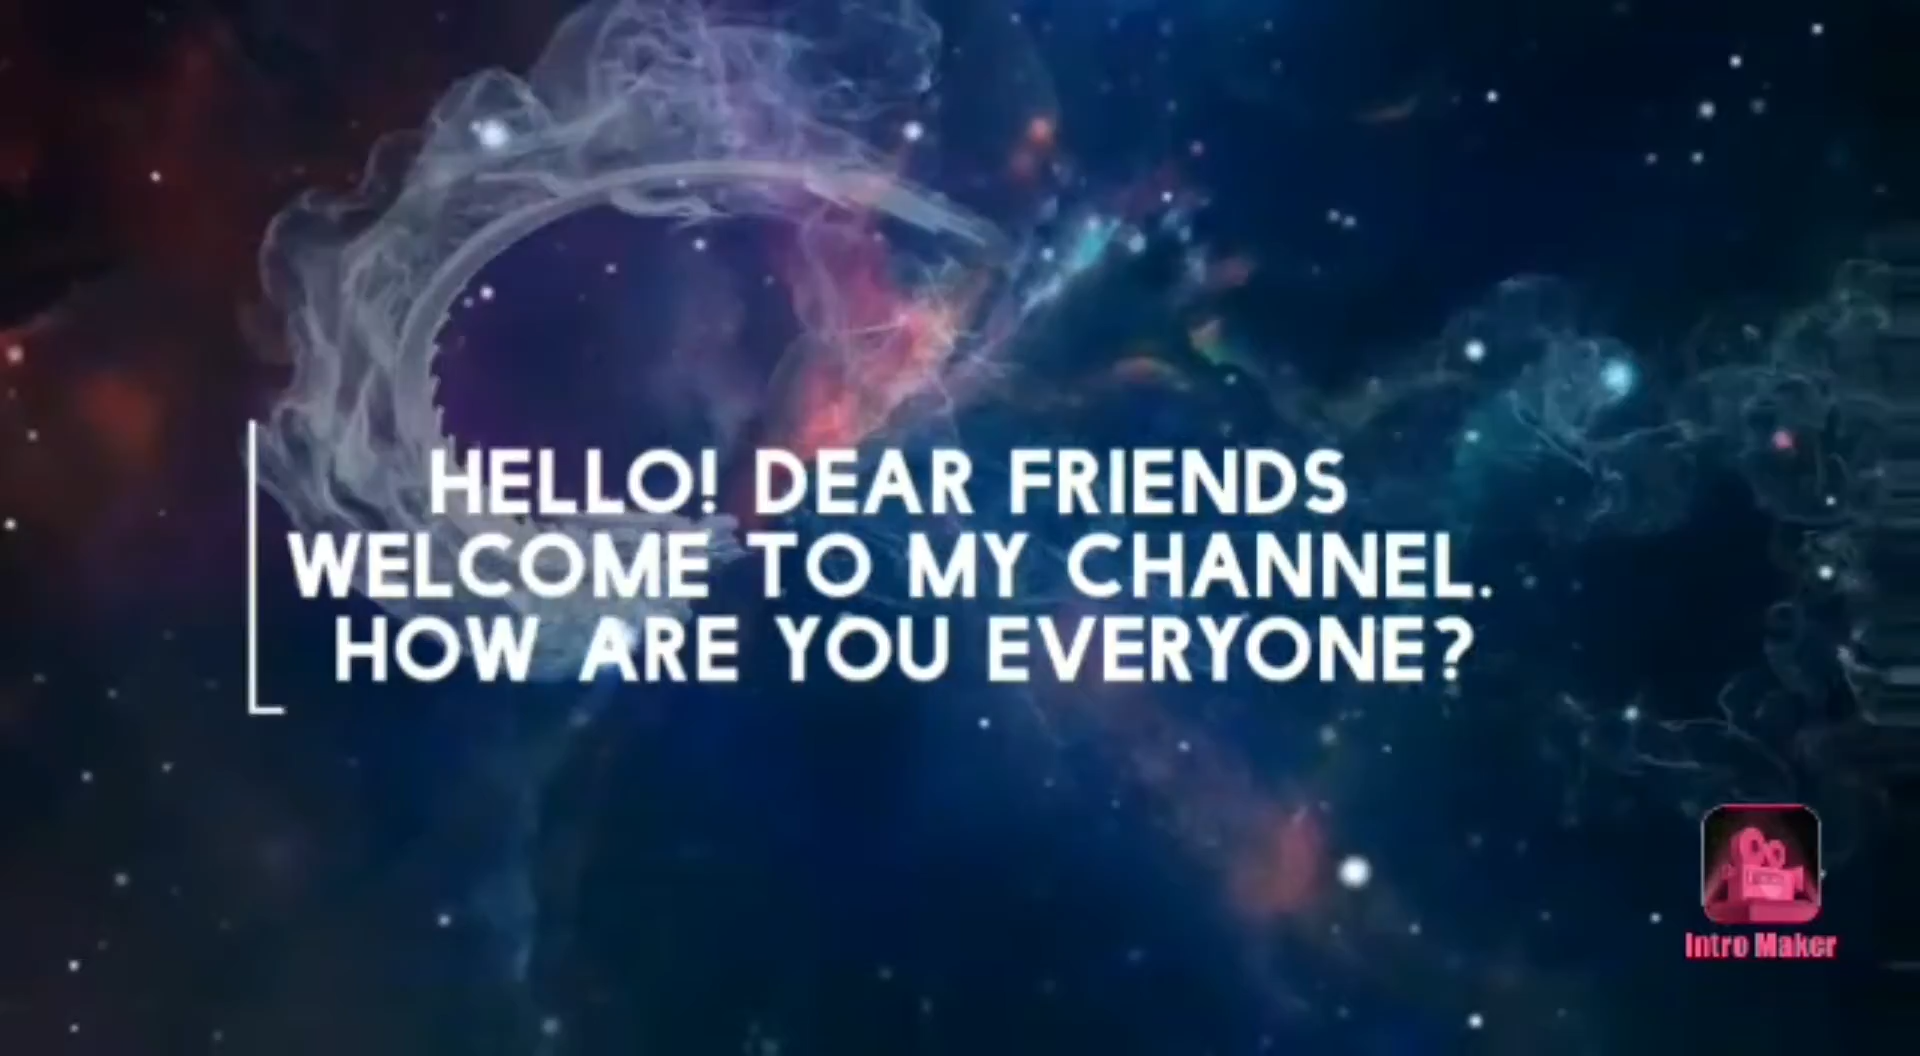 HELLO! DEAR FRIENDS
WELCOME TO MY CHANNEL.
HOW ARE YOU EVERYONE?
Intro Maker